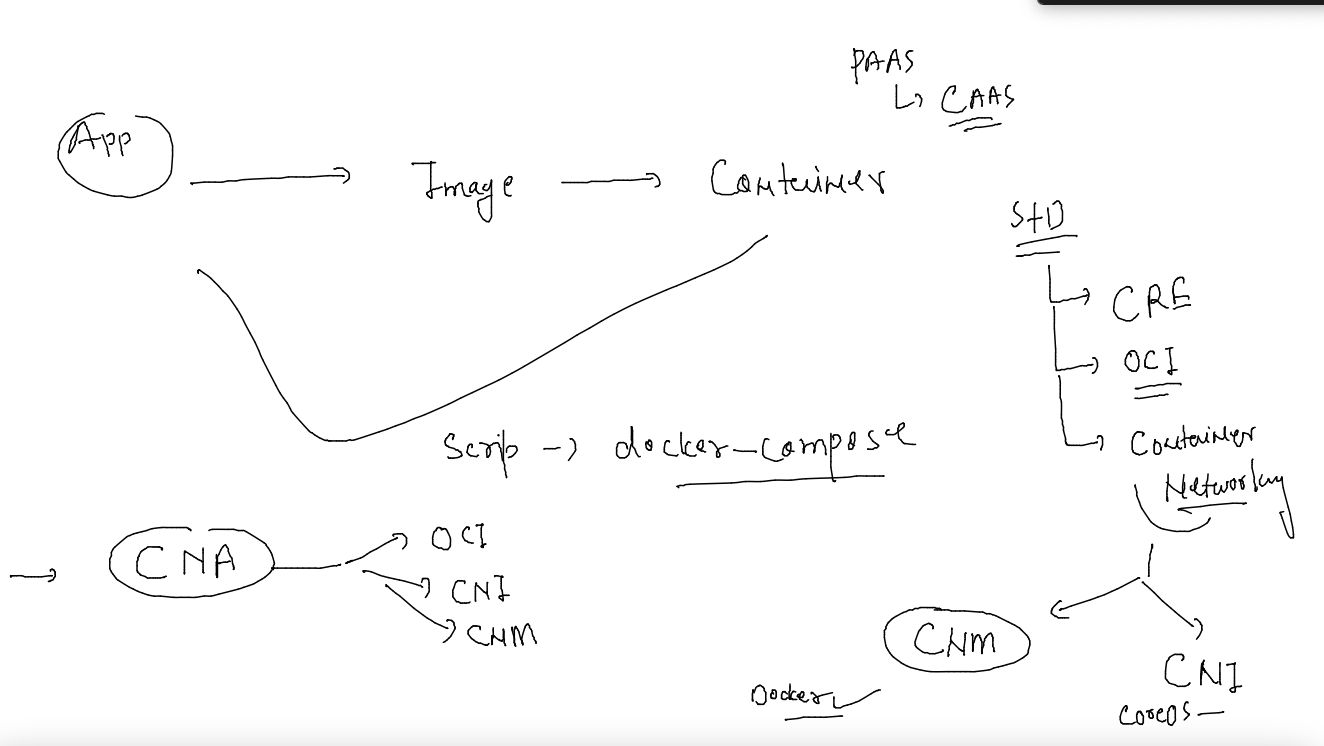 PAAS
↳ CAAS
App → Image → Container
STD
→ CRE
→ OCI
→ Container
Networking
Scrip → docker-compose
→ CNA
→ OCI
→ CNI
→ CNM
CNM
Docker
CNI
CoreOS -